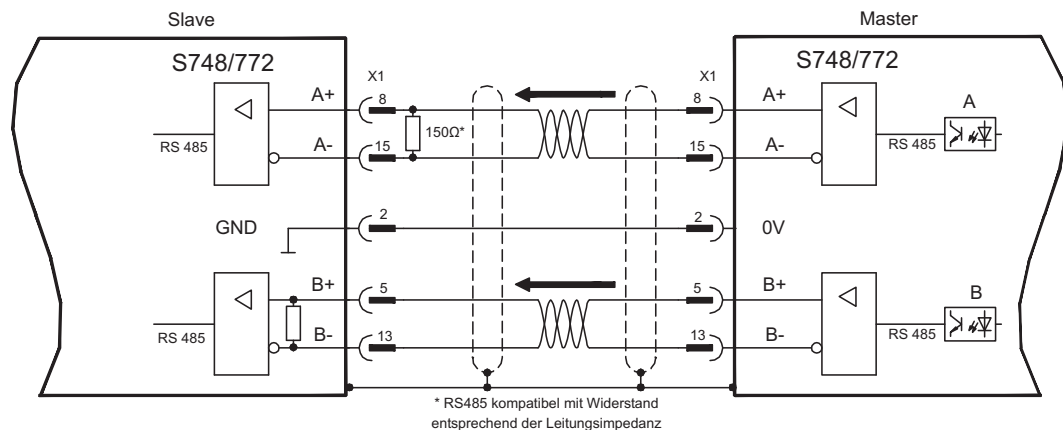 Slave
Master
S748/772
S748/772
X1
X1
A+
8
8
A+
A
150Ω*
RS 485
RS 485
A-
15
15
A-
GND
2
2
0V
B+
5
5
B+
B
RS 485
RS 485
B-
13
13
B-
* RS485 kompatibel mit Widerstand
entsprechend der Leitungsimpedanz